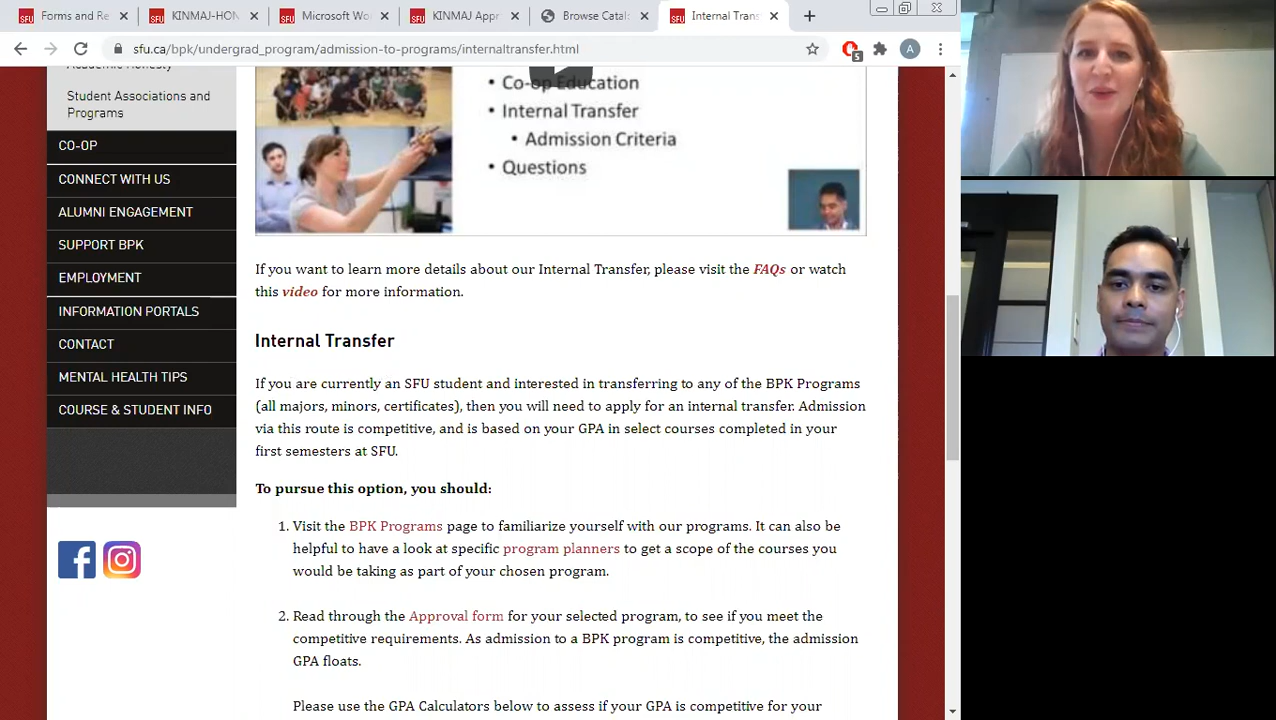 SFU Forms and Re
SFU KINMAJ-HON
SFU Microsoft Wo
SFU KINMAJ Appr
Browse Catal
SFU Internal Trans
sfu.ca/bpk/undergrad_program/admission-to-programs/internaltransfer.html
5
A
Academic Honesty
Student Associations and
Programs
CO-OP
CONNECT WITH US
ALUMNI ENGAGEMENT
SUPPORT BPK
EMPLOYMENT
INFORMATION PORTALS
CONTACT
MENTAL HEALTH TIPS
COURSE & STUDENT INFO
• Co-op Education
• Internal Transfer
• Admission Criteria
• Questions
If you want to learn more details about our Internal Transfer, please visit the FAQs or watch
this video for more information.
Internal Transfer
If you are currently an SFU student and interested in transferring to any of the BPK Programs
(all majors, minors, certificates), then you will need to apply for an internal transfer. Admission
via this route is competitive, and is based on your GPA in select courses completed in your
first semesters at SFU.
To pursue this option, you should:
1. Visit the BPK Programs page to familiarize yourself with our programs. It can also be
helpful to have a look at specific program planners to get a scope of the courses you
would be taking as part of your chosen program.
2. Read through the Approval form for your selected program, to see if you meet the
competitive requirements. As admission to a BPK program is competitive, the admission
GPA floats.
Please use the GPA Calculators below to assess if your GPA is competitive for your